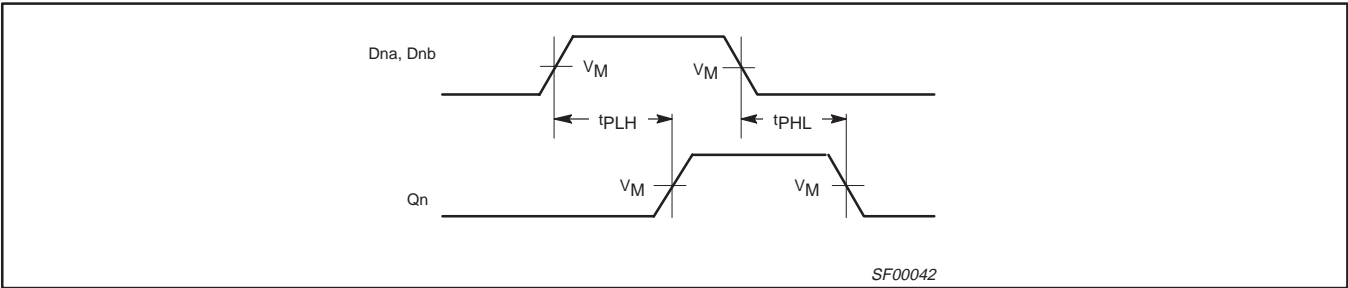 Dna, Dnb
VM
VM
tPLH
tPHL
VM
VM
Qn
SF00042